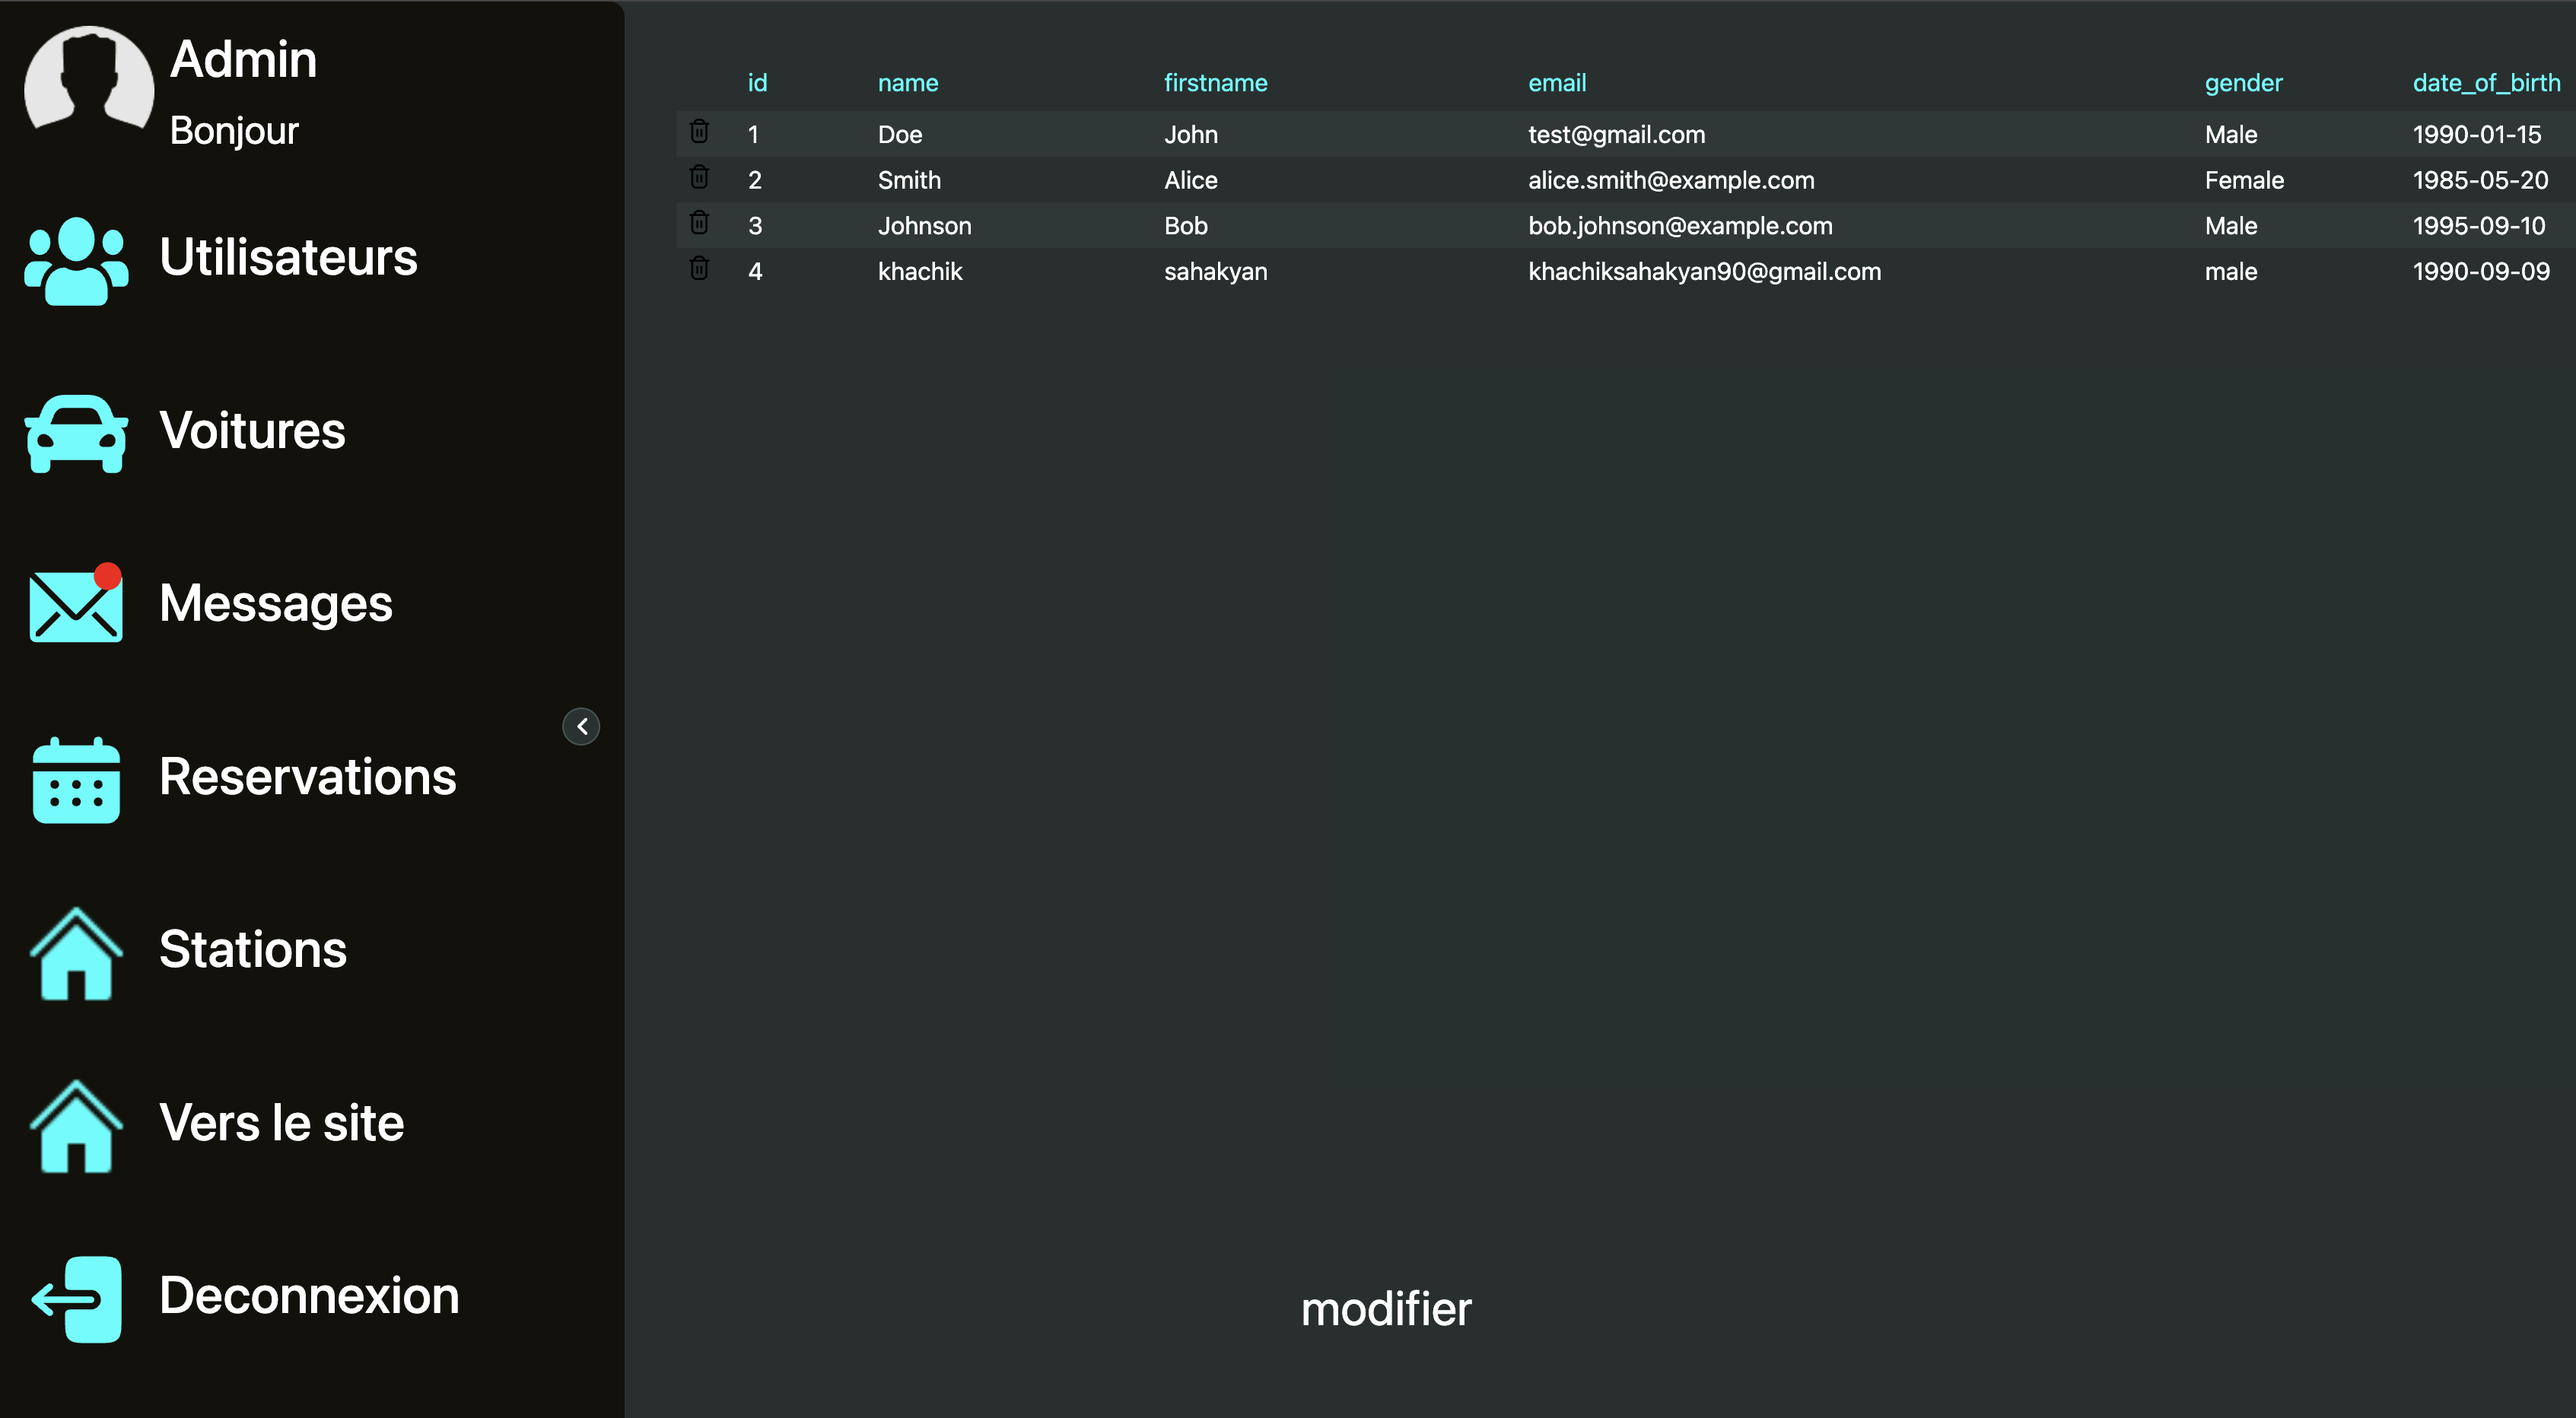 Admin
Bonjour
Utilisateurs
Voitures
Messages
Reservations
Stations
Vers le site
Deconnexion
id name firstname email gender date_of_birth
1 Doe John test@gmail.com Male 1990-01-15
2 Smith Alice alice.smith@example.com Female 1985-05-20
3 Johnson Bob bob.johnson@example.com Male 1995-09-10
4 khachik sahakyan khachiksahakyan90@gmail.com male 1990-09-09
modifier